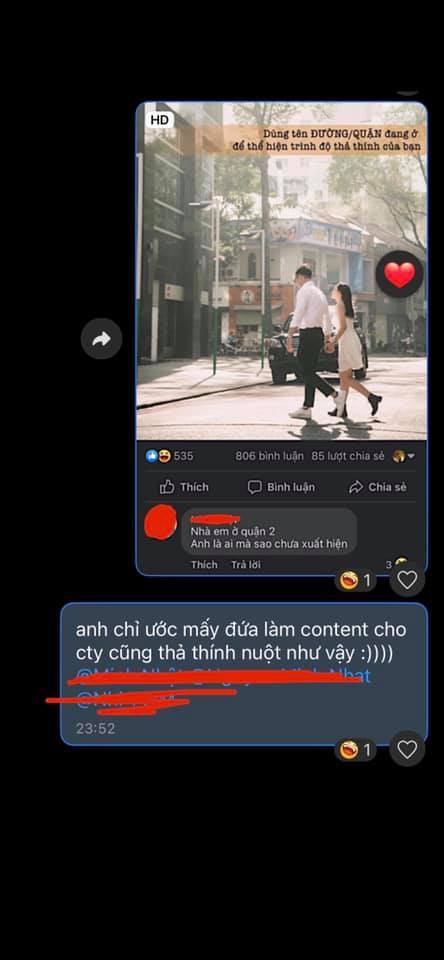 HD
Dùng tên ĐƯỜNG/QUẬN đang ở
để thể hiện trình độ thả thính của bạn
535
806 bình luận
85 lượt chia sẻ
Thích
Bình luận
Chia sẻ
Nhà em ở quận 2
Anh là ai mà sao chưa xuất hiện
Thích
Trả lời
3
1
anh chỉ ước mấy đứa làm content cho
cty cũng thả thính nuột như vậy :))))
23:52
1